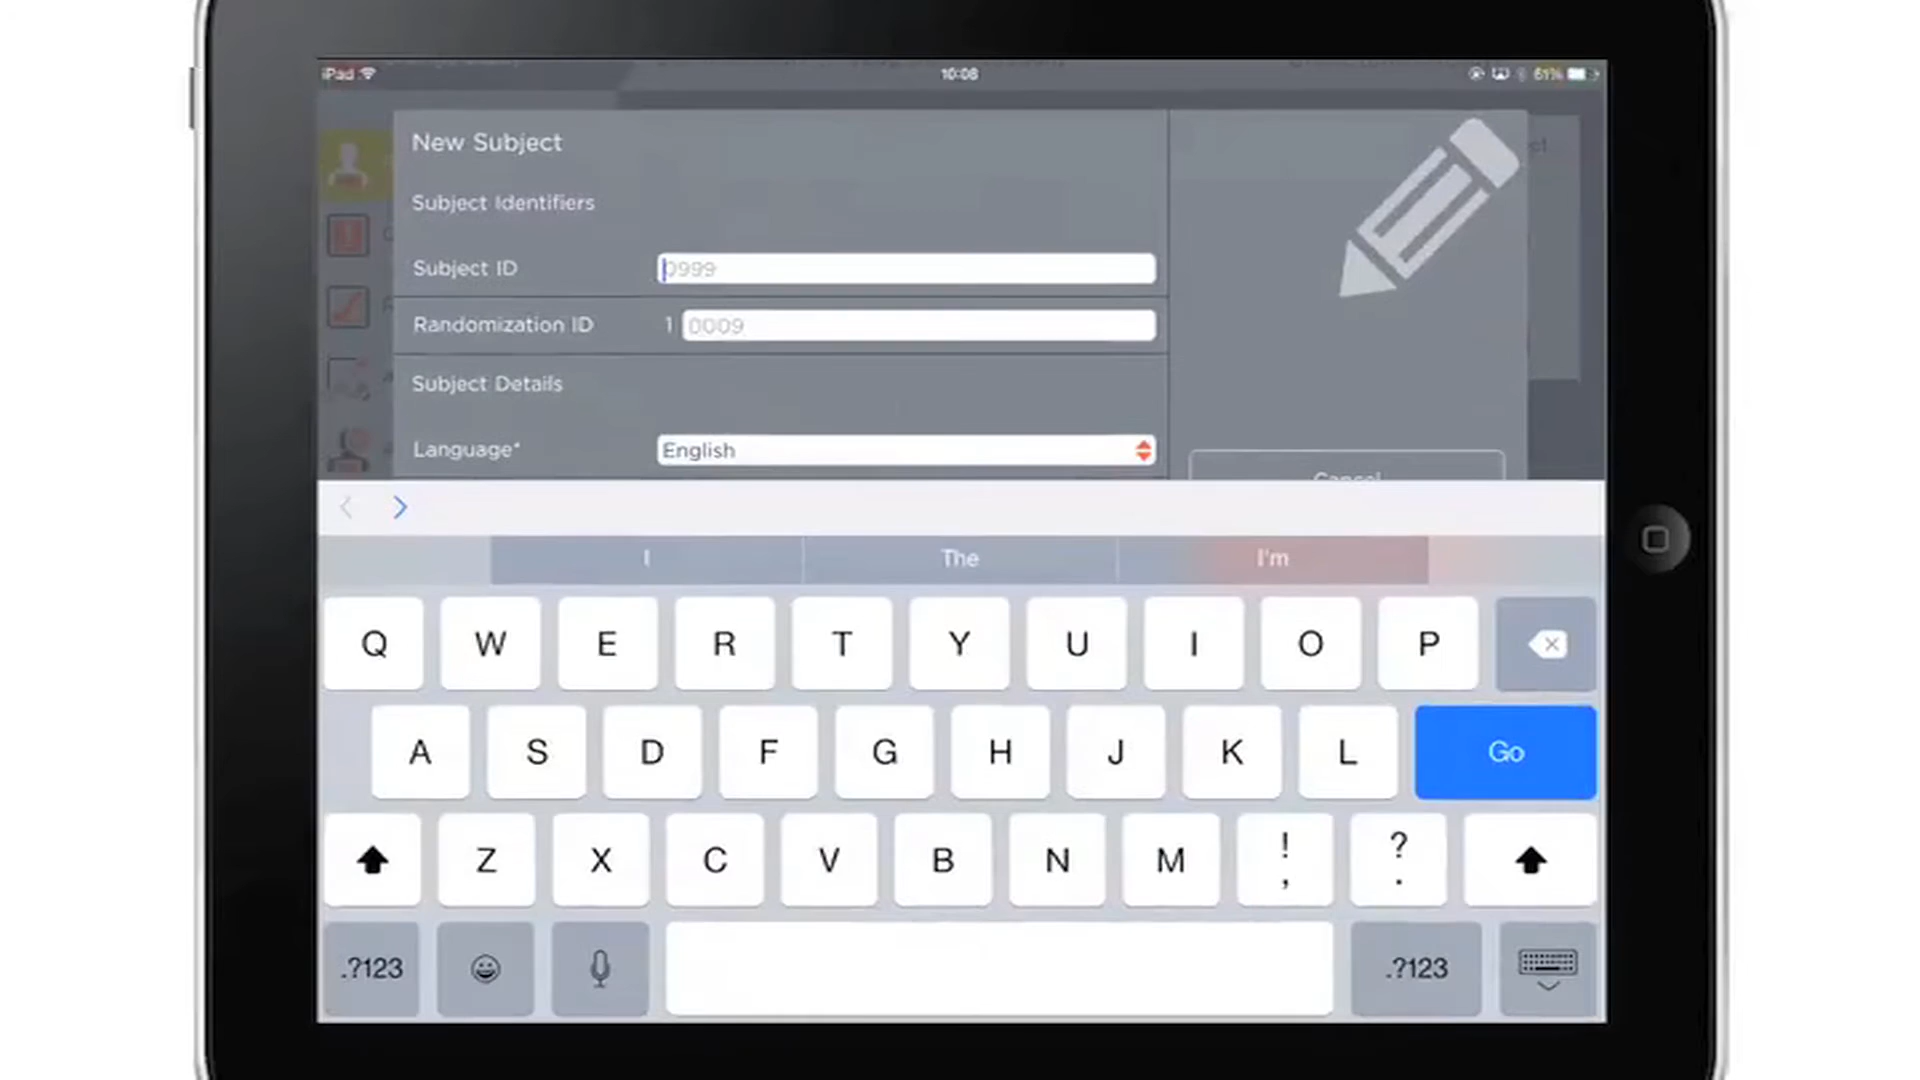 iPad 10:08 61%
New Subject
Subject Identifiers
Subject ID 0999
Randomization ID 1 0009
Subject Details
Language* English
Cancel
I The I'm
Q W E R T Y U I O P
A S D F G H J K L Go
Z X C V B N M ! , ? .
.?123 .?123